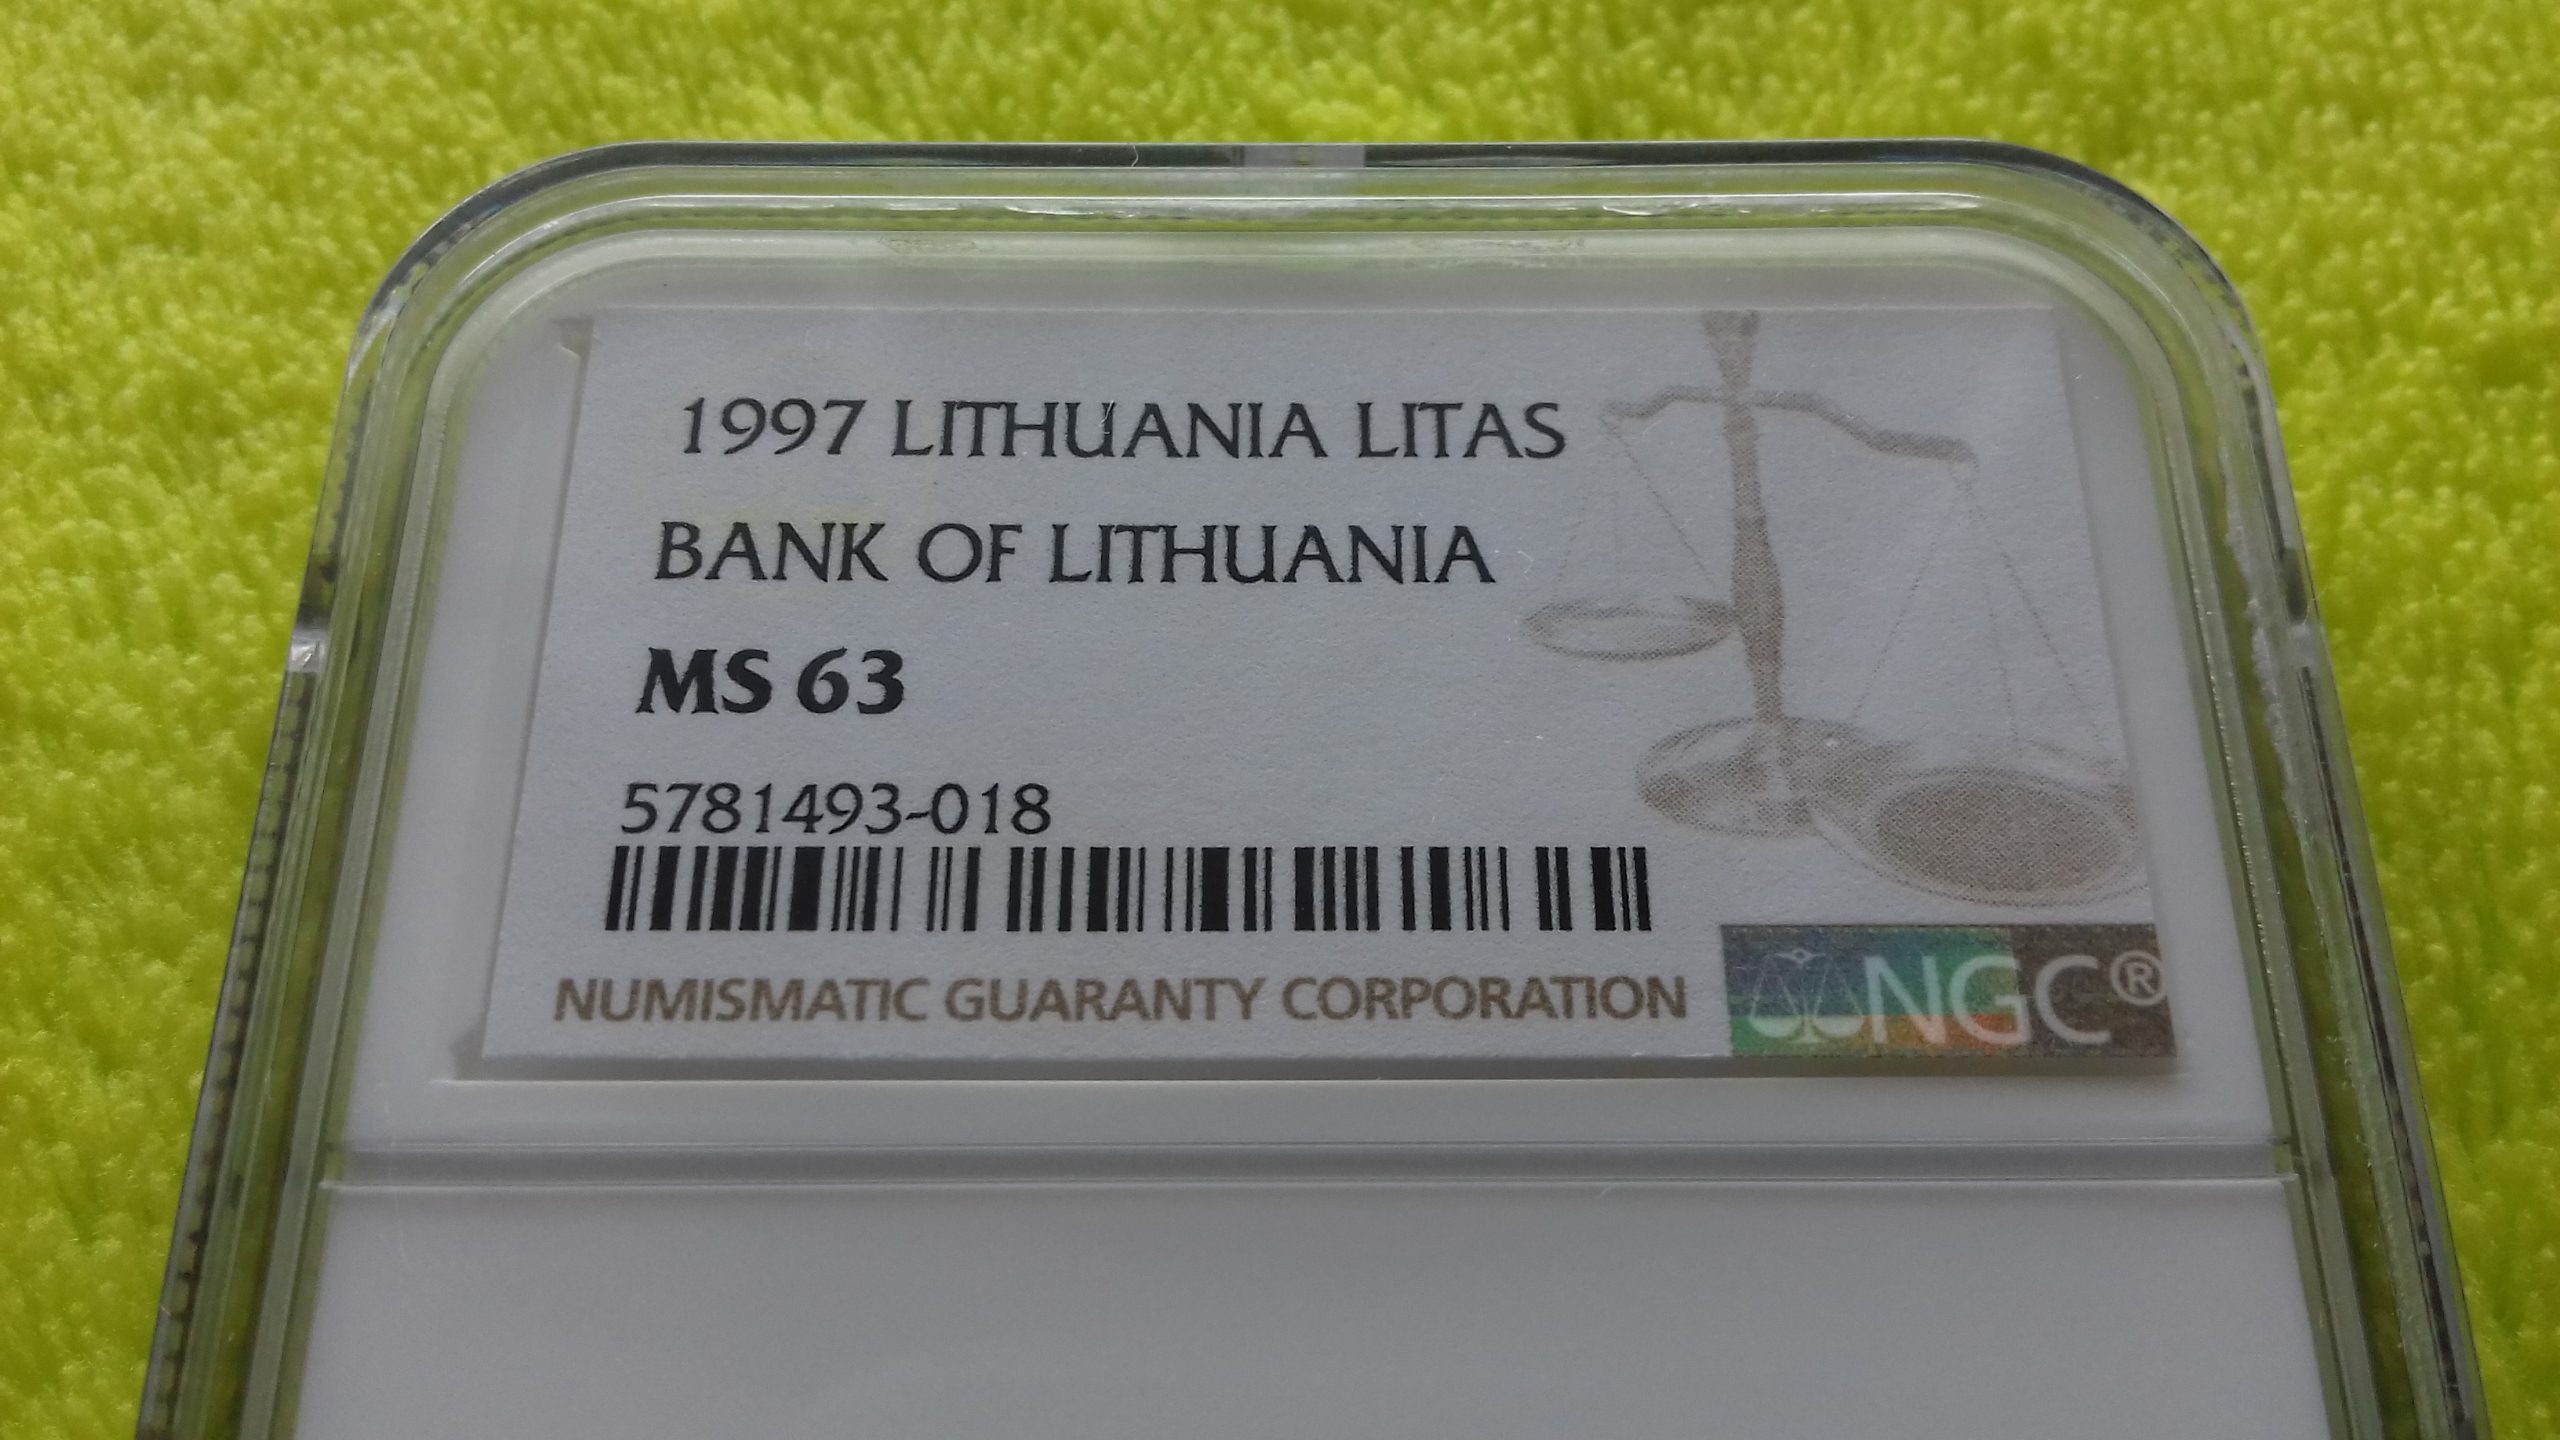 1997 LITHUANIA LITAS
BANK OF LITHUANIA
MS 63
5781493-018
NUMISMATIC GUARANTY CORPORATION
NGC®